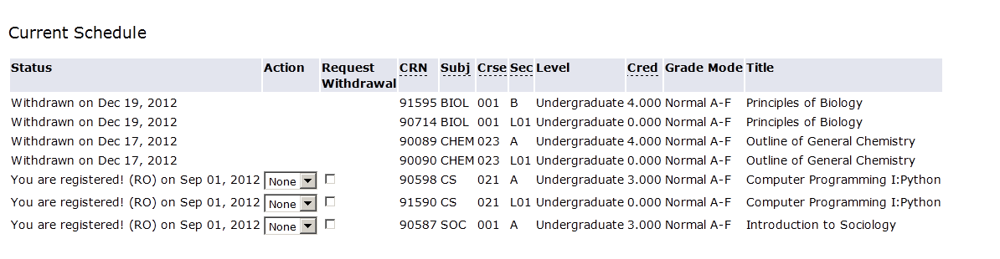 Current Schedule
Status Action Request Withdrawal CRN Subj Crse Sec Level Cred Grade Mode Title
Withdrawn on Dec 19, 2012 91595 BIOL 001 B Undergraduate 4.000 Normal A-F Principles of Biology
Withdrawn on Dec 19, 2012 90714 BIOL 001 L01 Undergraduate 0.000 Normal A-F Principles of Biology
Withdrawn on Dec 17, 2012 90089 CHEM 023 A Undergraduate 4.000 Normal A-F Outline of General Chemistry
Withdrawn on Dec 17, 2012 90090 CHEM 023 L01 Undergraduate 0.000 Normal A-F Outline of General Chemistry
You are registered! (RO) on Sep 01, 2012 None 90598 CS 021 A Undergraduate 3.000 Normal A-F Computer Programming I:Python
You are registered! (RO) on Sep 01, 2012 None 91590 CS 021 L01 Undergraduate 0.000 Normal A-F Computer Programming I:Python
You are registered! (RO) on Sep 01, 2012 None 90587 SOC 001 A Undergraduate 3.000 Normal A-F Introduction to Sociology